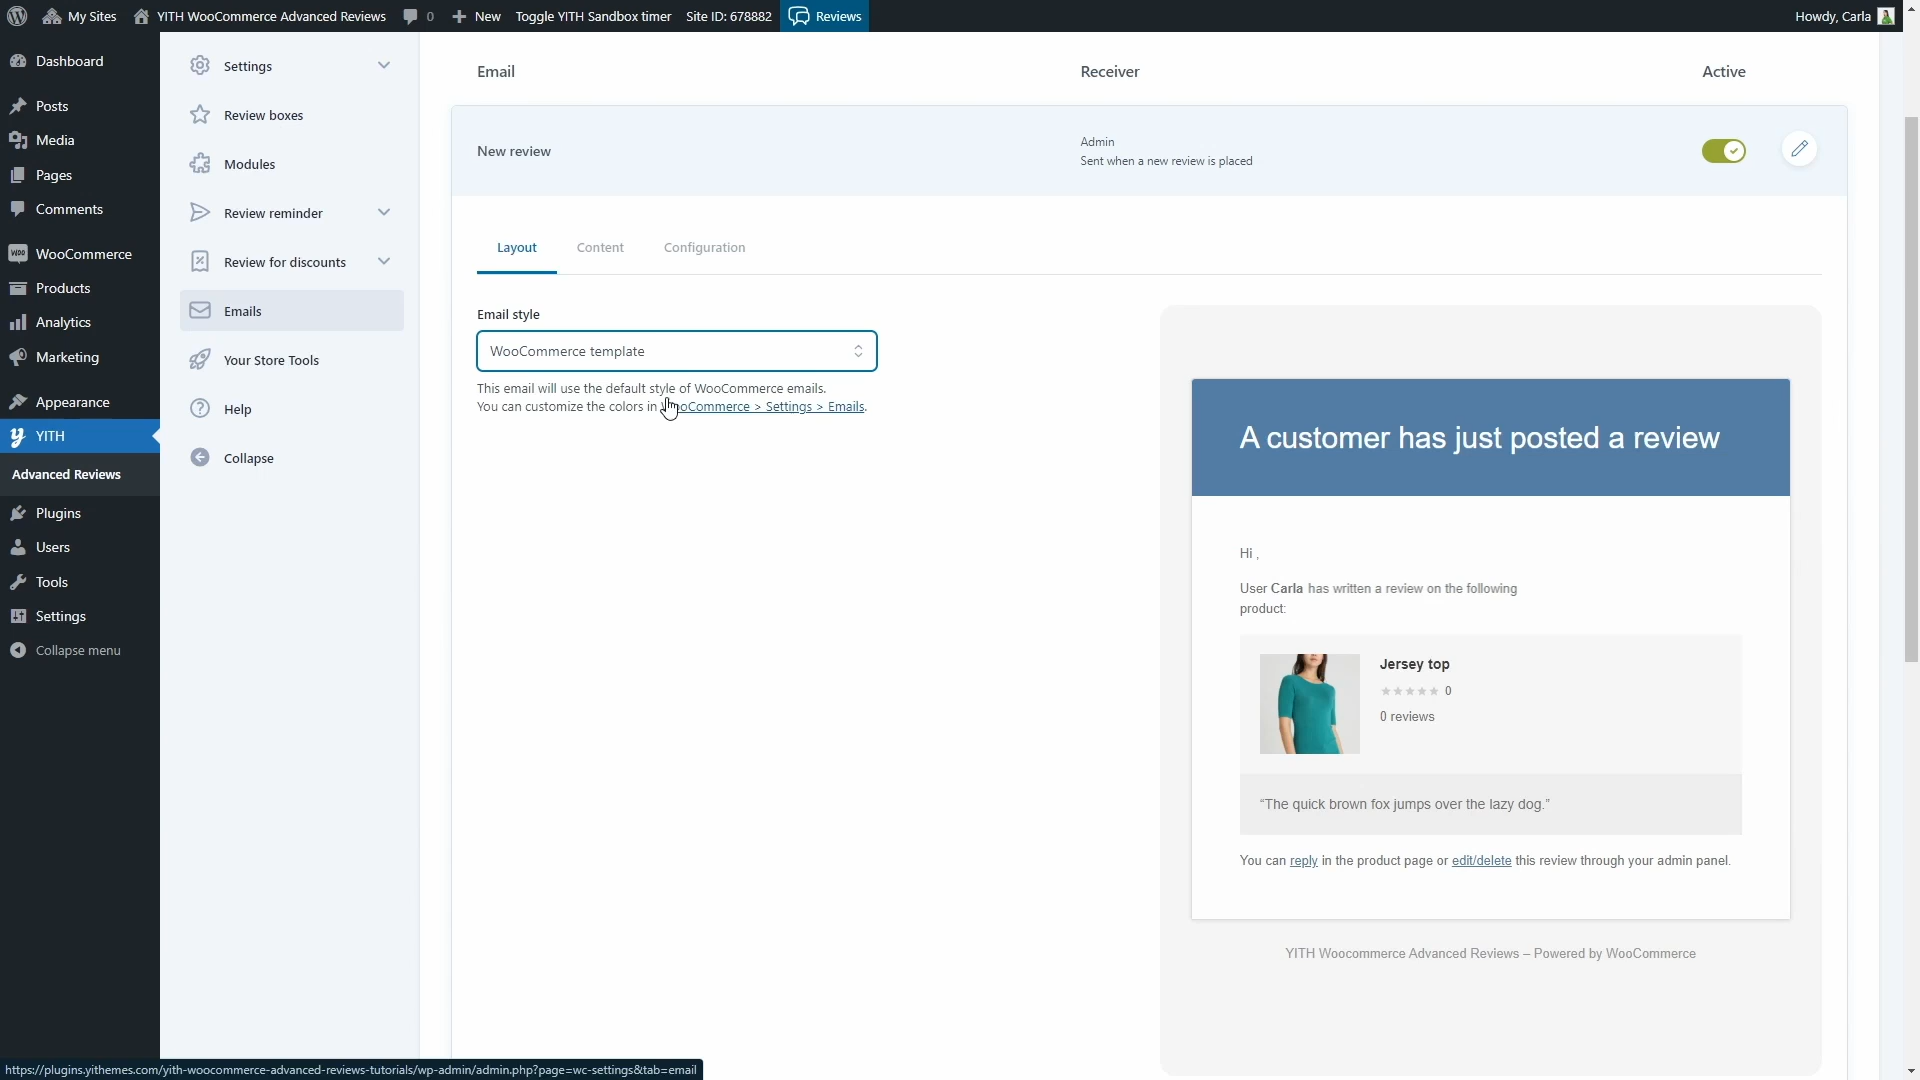 My Sites
YITH WooCommerce Advanced Reviews
0
New
Toggle YITH Sandbox timer
Site ID: 678882
Reviews
Howdy, Carla
Dashboard
Posts
Media
Pages
Comments
WooCommerce
Products
Analytics
Marketing
Appearance
YITH
Advanced Reviews
Plugins
Users
Tools
Settings
Collapse menu
Settings
Review boxes
Modules
Review reminder
Review for discounts
Emails
Your Store Tools
Help
Collapse
Email Receiver Active
New review
Admin
Sent when a new review is placed
Layout Content Configuration
Email style
WooCommerce template
This email will use the default style of WooCommerce emails.
You can customize the colors in WooCommerce > Settings > Emails.
A customer has just posted a review
Hi ,
User Carla has written a review on the following
product:
Jersey top
0
0 reviews
“The quick brown fox jumps over the lazy dog.”
You can reply in the product page or edit/delete this review through your admin panel.
YITH Woocommerce Advanced Reviews – Powered by WooCommerce
https://plugins.yithemes.com/yith-woocommerce-advanced-reviews-tutorials/wp-admin/admin.php?page=wc-settings&tab=email